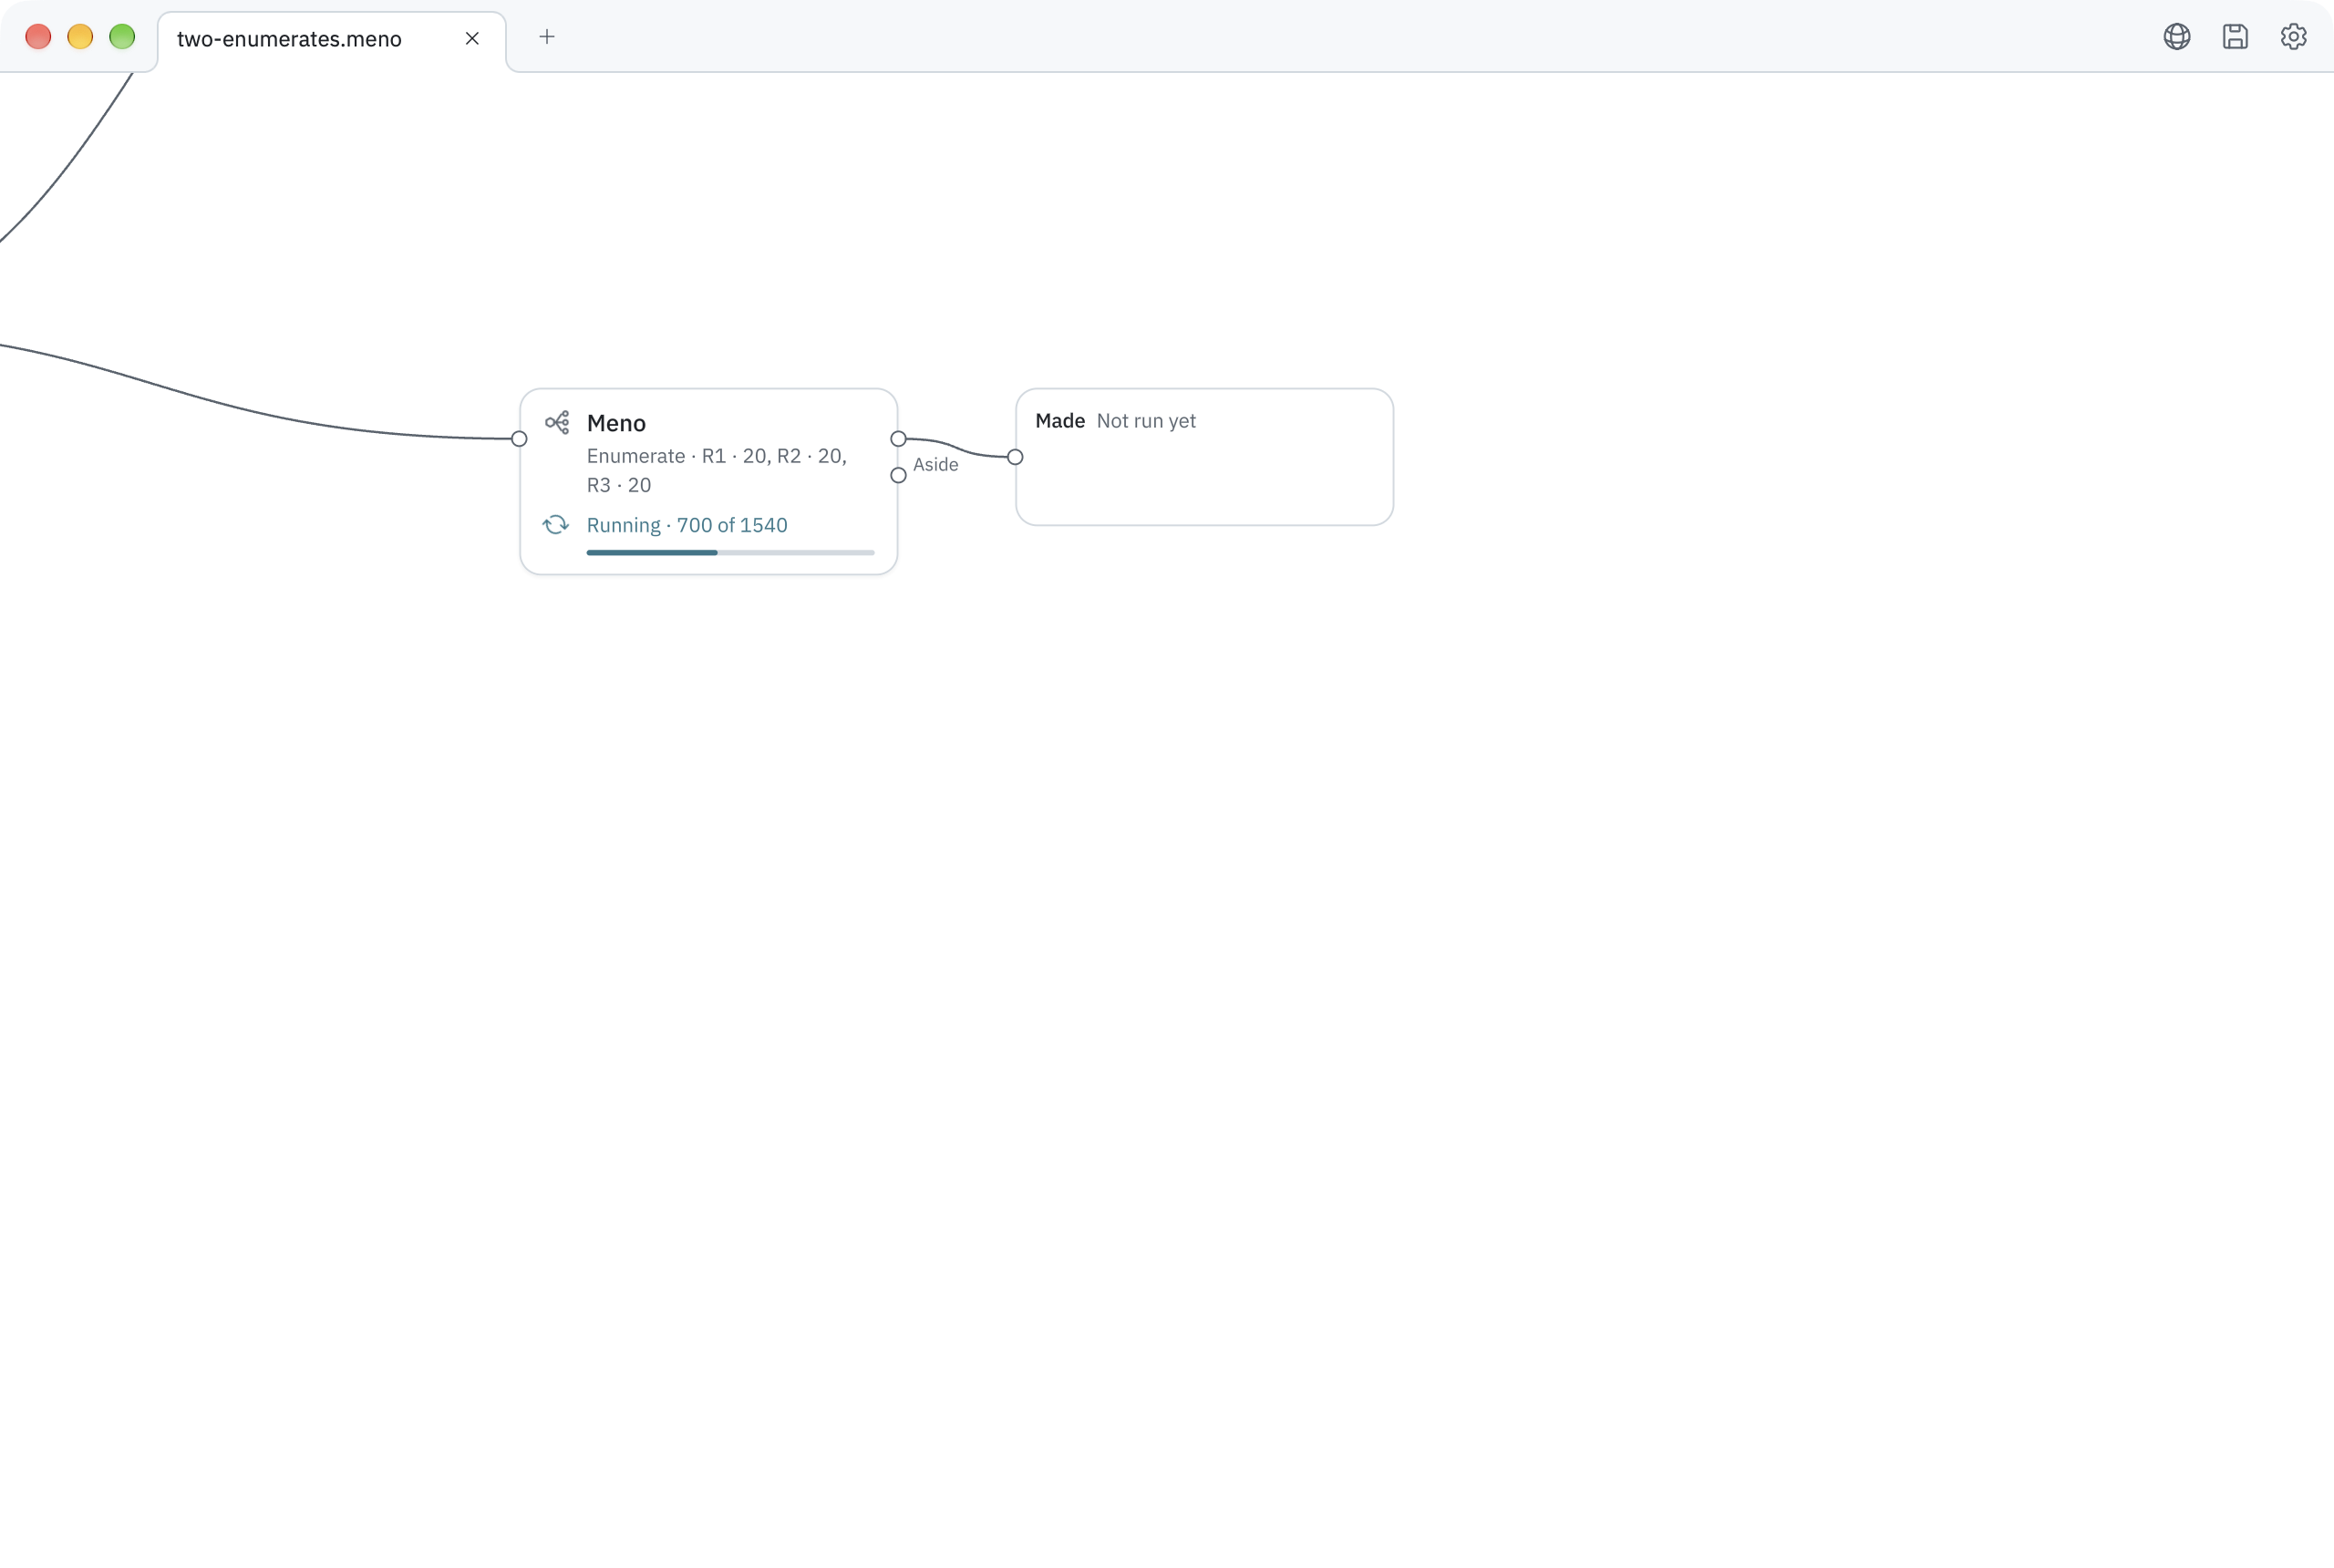 two-enumerates.meno
Meno
Enumerate · R1 · 20, R2 · 20,
R3 · 20
Running · 700 of 1540
Aside
Made Not run yet